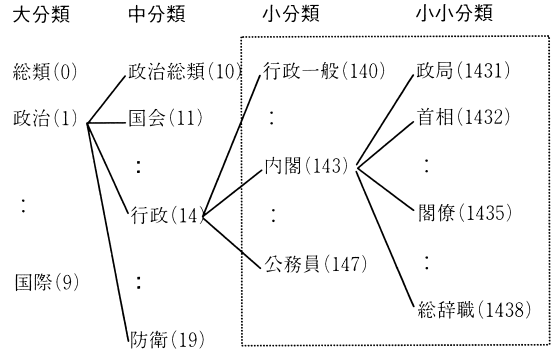 大分類 中分類 小分類 小小分類
総類(0) 政治総類(10) 行政一般(140) 政局(1431)
政治(1) 国会(11) : 首相(1432)
: 内閣(143) :
: 行政(14) : 閣僚(1435)
公務員(147) :
国際(9) : 総辞職(1438)
防衛(19)